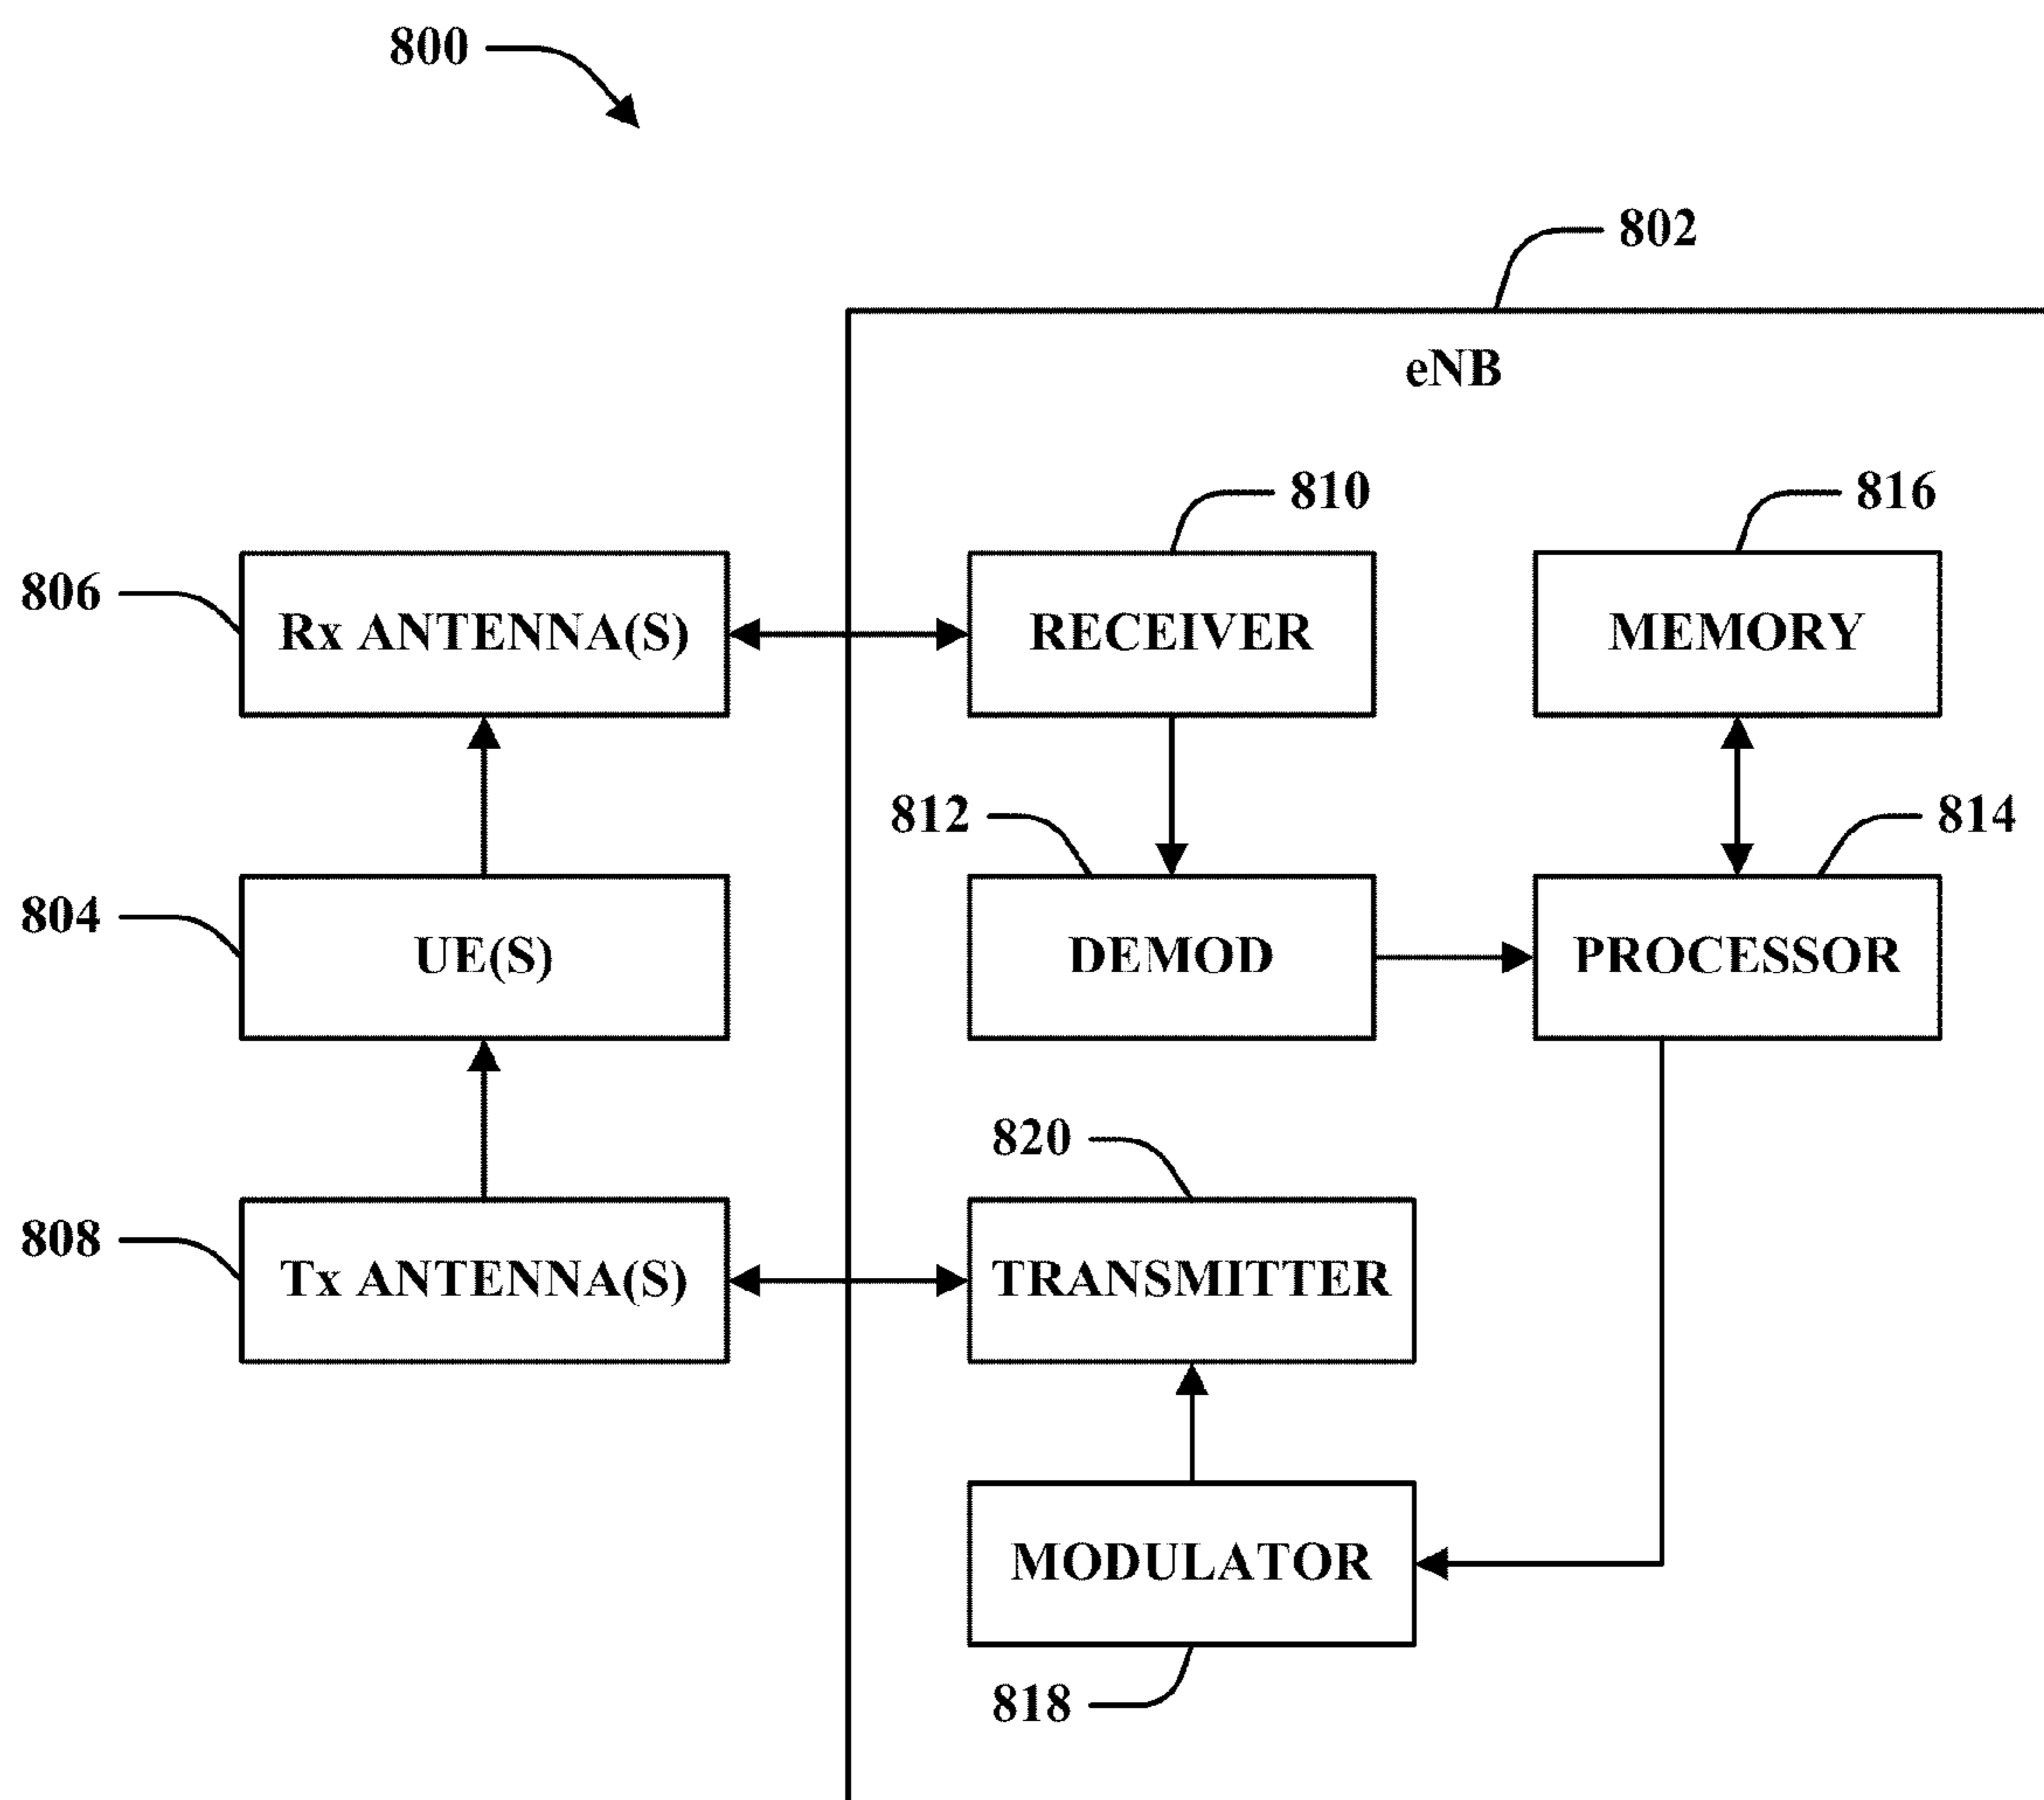 800
802
eNB
810
816
806
Rx ANTENNA(S)
RECEIVER
MEMORY
812
814
804
UE(S)
DEMOD
PROCESSOR
820
808
Tx ANTENNA(S)
TRANSMITTER
MODULATOR
818